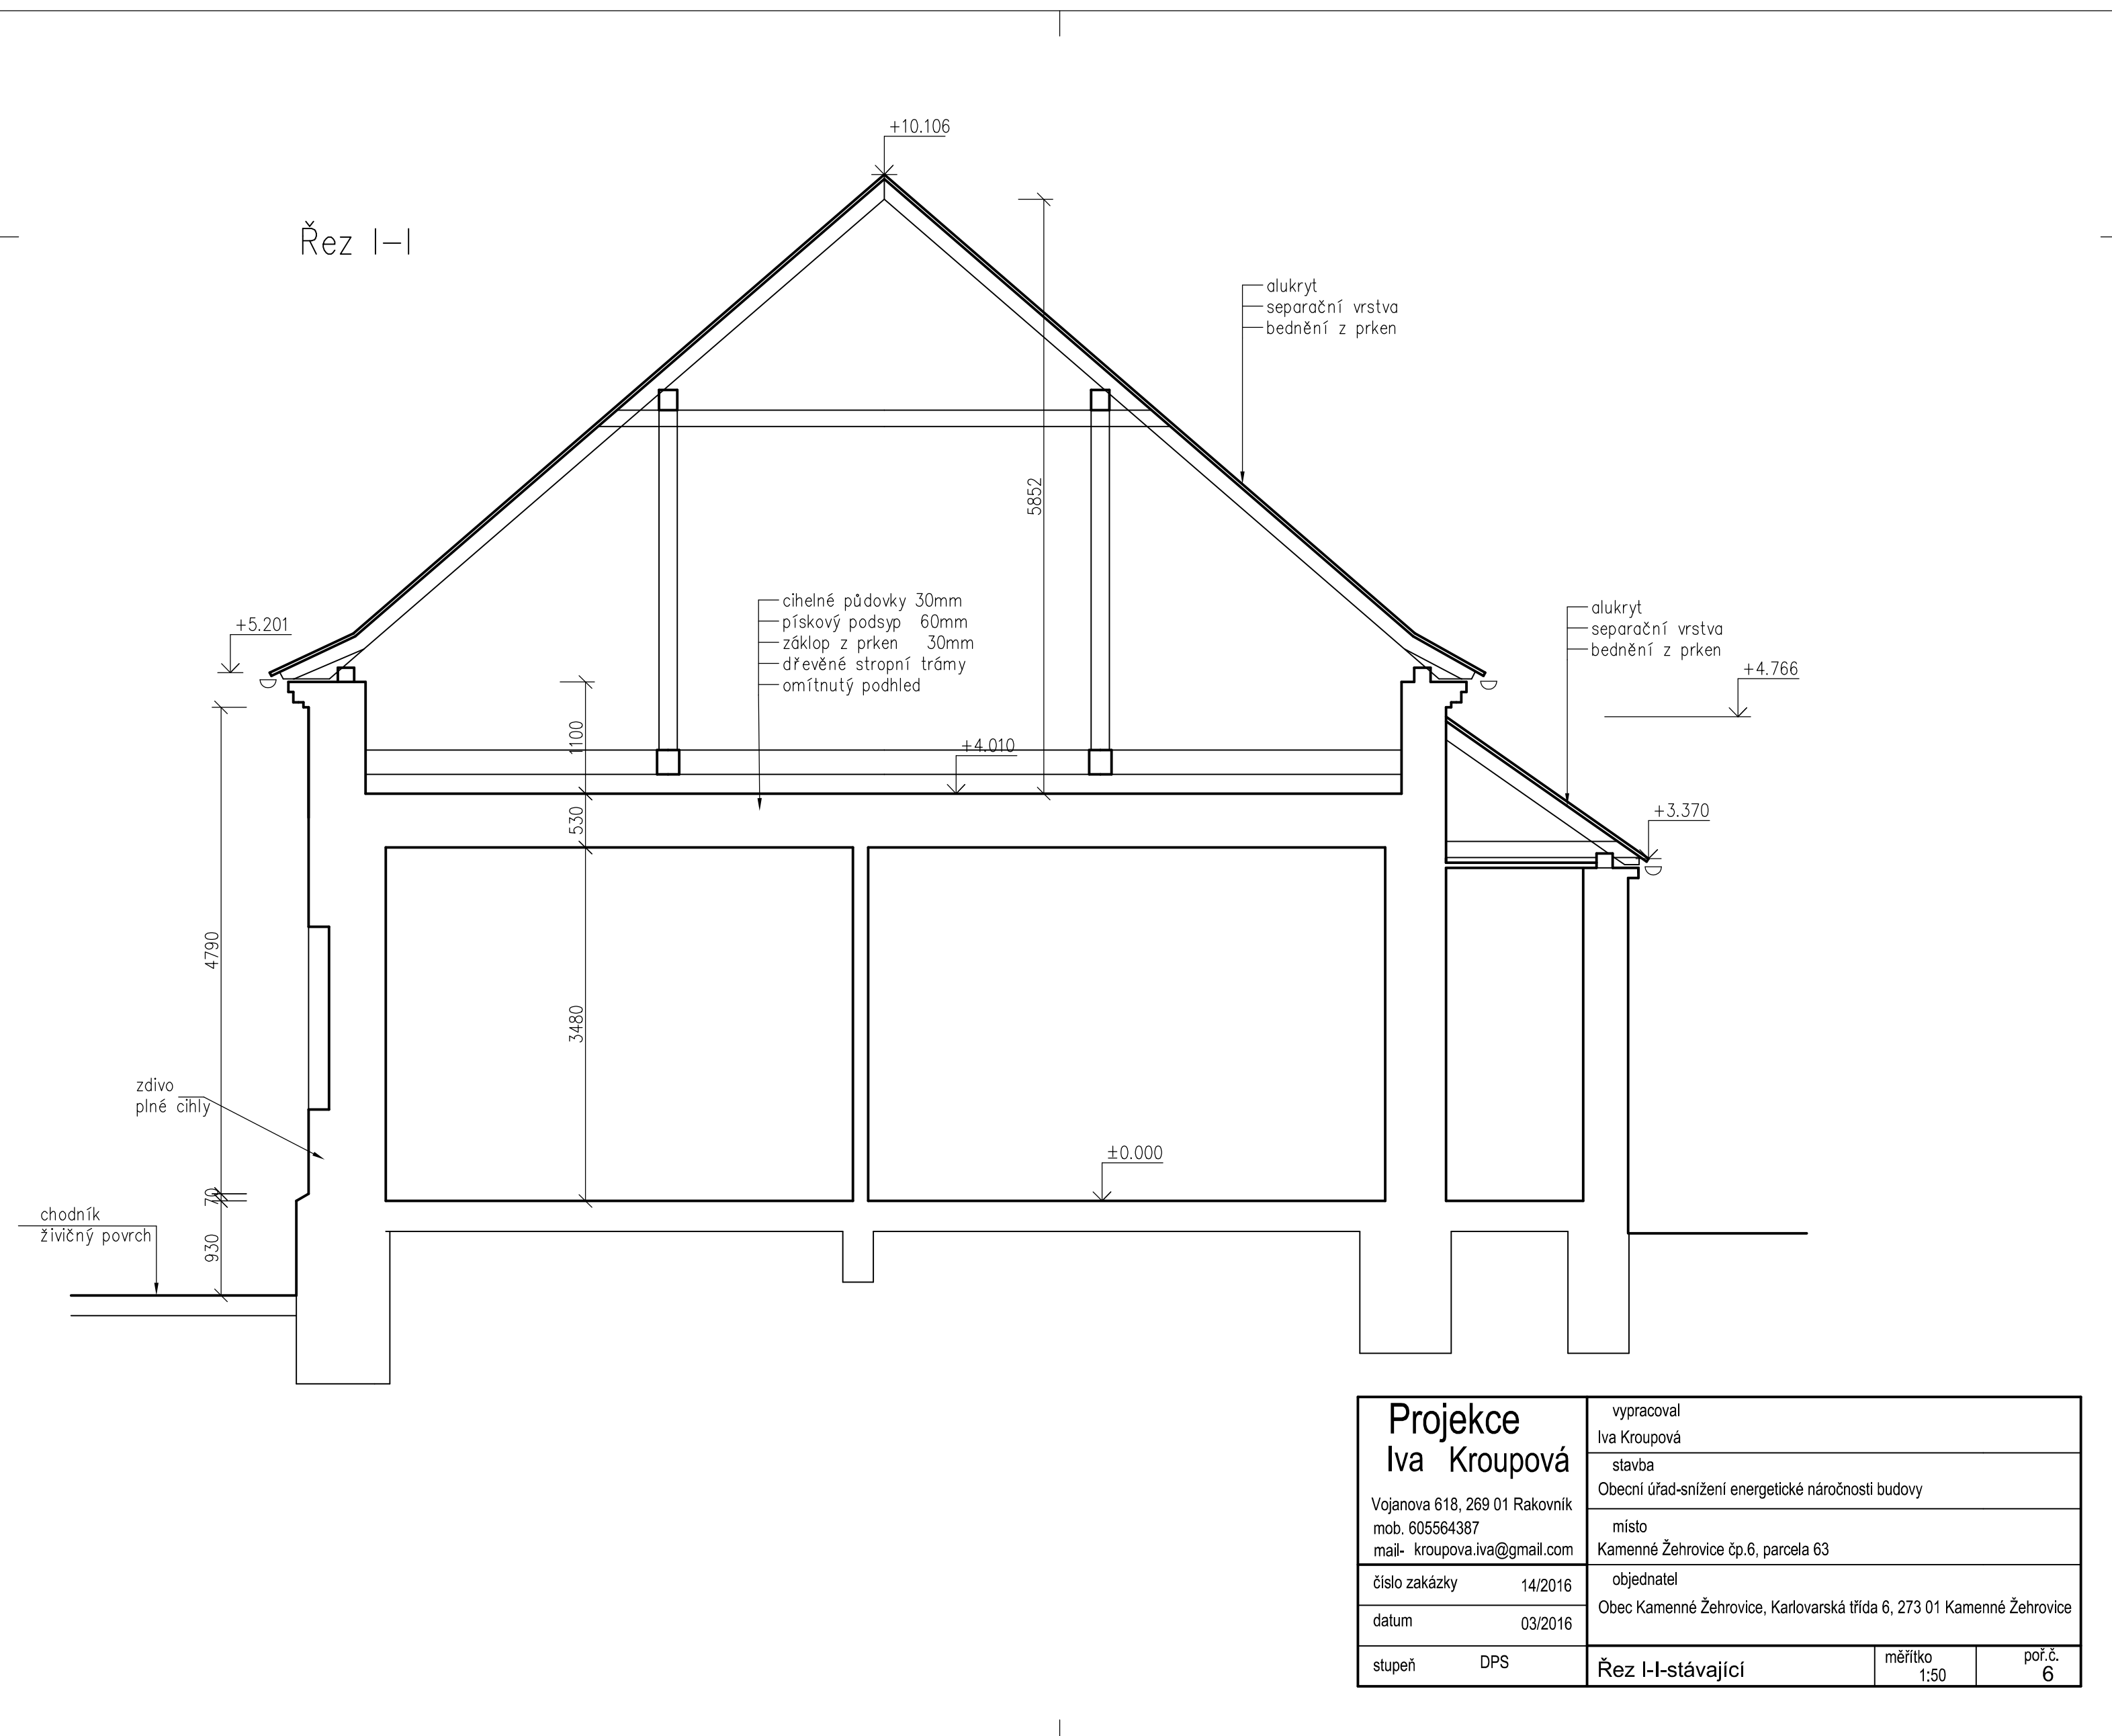 +10.106
Řez I-I
alukryt
separační vrstva
bednění z prken
5852
cihelné půdovky 30mm
pískový podsyp 60mm
záklop z prken 30mm
dřevěné stropní trámy
omítnutý podhled
+5.201
alukryt
separační vrstva
bednění z prken
+4.766
1100
+4.010
530
+3.370
4790
3480
zdivo
plné cihly
±0.000
70
chodník
živičný povrch
930
Projekce
Iva Kroupová
Vojanova 618, 269 01 Rakovník
mob. 605564387
mail- kroupova.iva@gmail.com
číslo zakázky 14/2016
datum 03/2016
stupeň DPS
vypracoval
Iva Kroupová
stavba
Obecní úřad-snížení energetické náročnosti budovy
místo
Kamenné Žehrovice čp.6, parcela 63
objednatel
Obec Kamenné Žehrovice, Karlovarská třída 6, 273 01 Kamenné Žehrovice
Řez I-I-stávající
měřítko
1:50
poř.č.
6